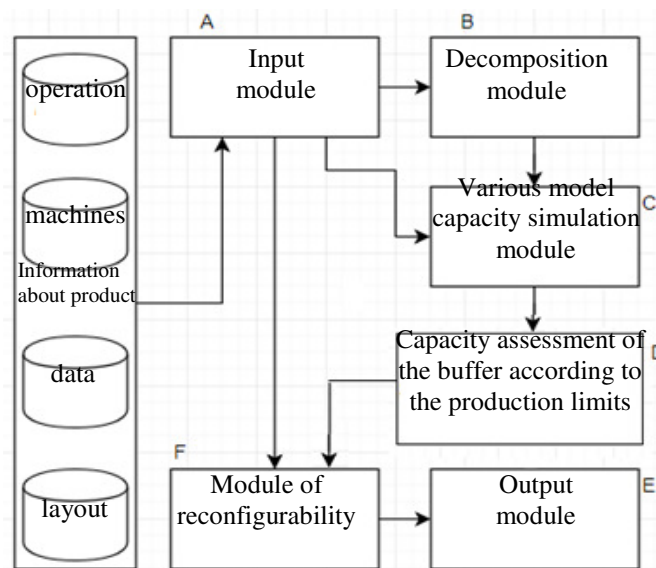 A
B
operation
Input
module
Decomposition
module
machines
Various model
capacity simulation
module
C
Information
about product
Capacity assessment of
the buffer according to
the production limits
D
data
F
layout
Module of
reconfigurability
Output
module
E